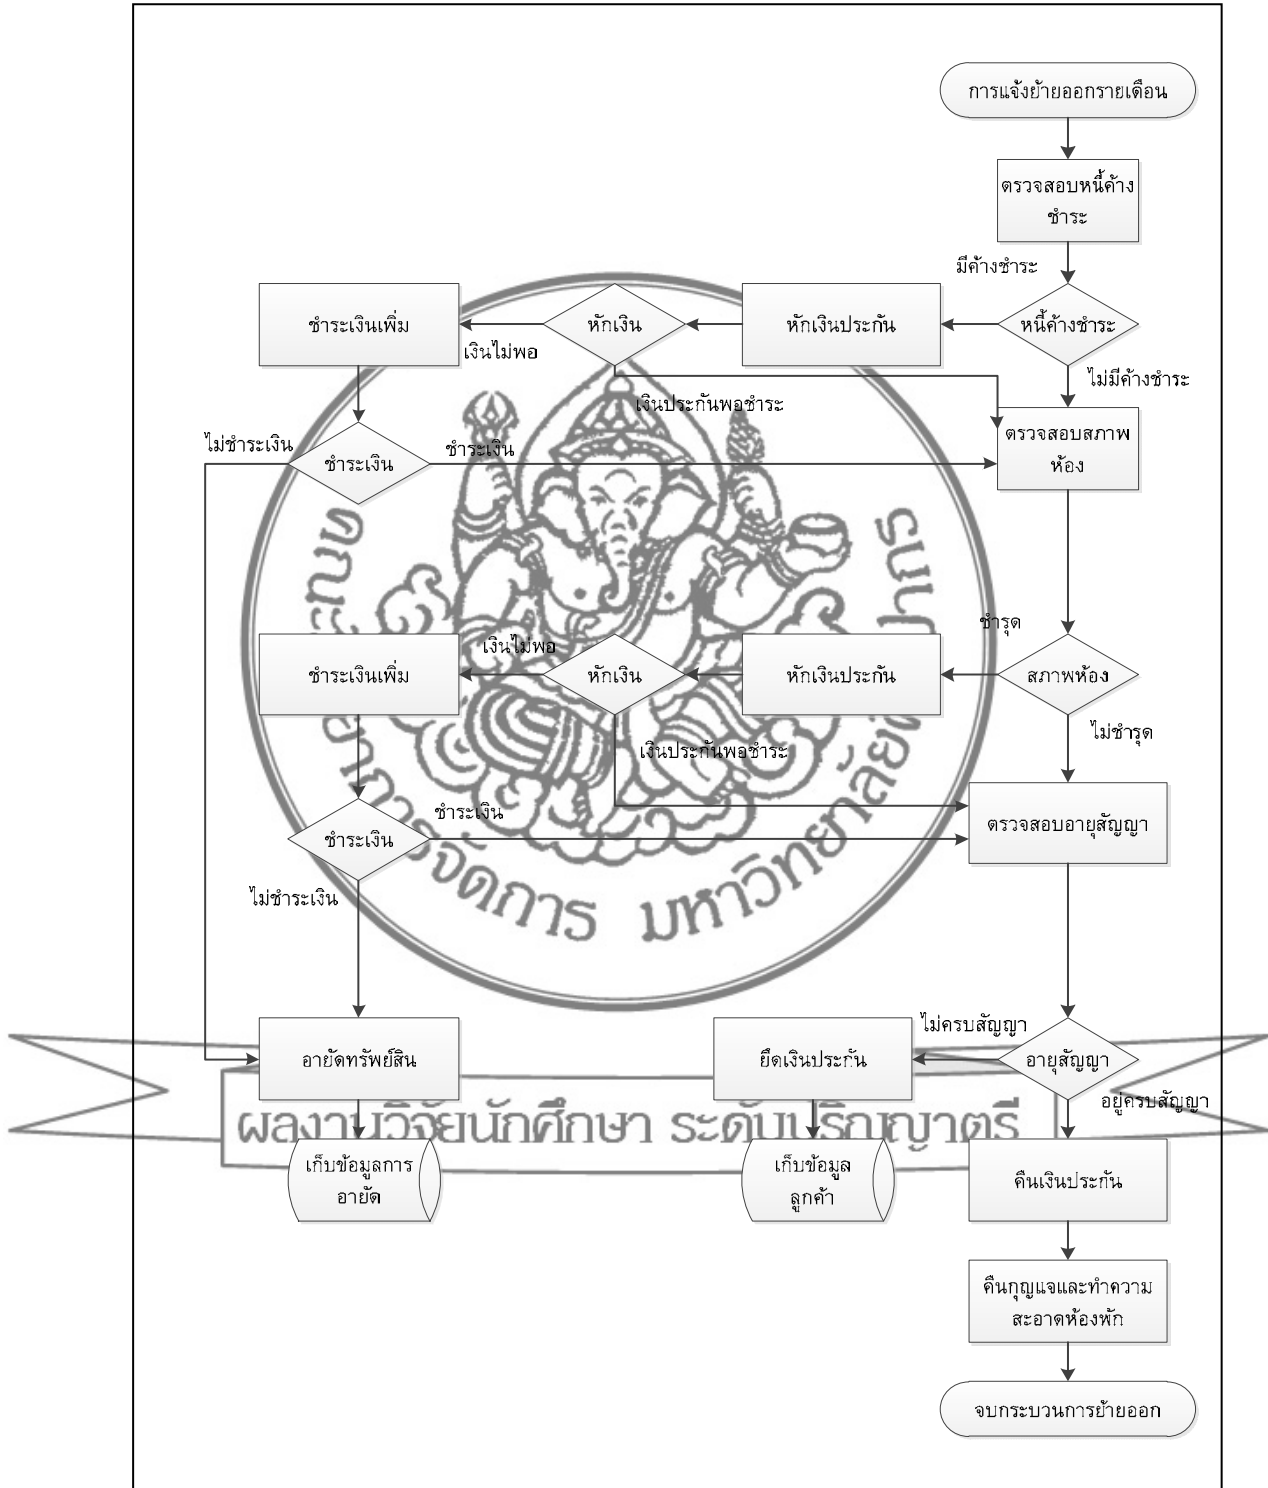 การแจ้งย้ายออกรายเดือน
ตรวจสอบหนี้ค้าง
ชำระ
มีค้างชำระ
หนี้ค้างชำระ
หักเงินประกัน
หักเงิน
ชำระเงินเพิ่ม
เงินไม่พอ
ไม่มีค้างชำระ
เงินประกันพอชำระ
ตรวจสอบสภาพ
ห้อง
ไม่ชำระเงิน
ชำระเงิน
ชำระเงิน
ชำรุด
สภาพห้อง
หักเงินประกัน
หักเงิน
เงินไม่พอ
ชำระเงินเพิ่ม
ไม่ชำรุด
เงินประกันพอชำระ
ตรวจสอบอายุสัญญา
ชำระเงิน
ชำระเงิน
ไม่ชำระเงิน
ไม่ครบสัญญา
อายุสัญญา
ยึดเงินประกัน
อายัดทรัพย์สิน
อยู่ครบสัญญา
ผลงานวิจัยนักศึกษา ระดับปริญญาตรี
เก็บข้อมูลการ
อายัด
เก็บข้อมูล
ลูกค้า
คืนเงินประกัน
คืนกุญแจและทำความ
สะอาดห้องพัก
จบกระบวนการย้ายออก
การจัดการ มหาวิทยาลัย